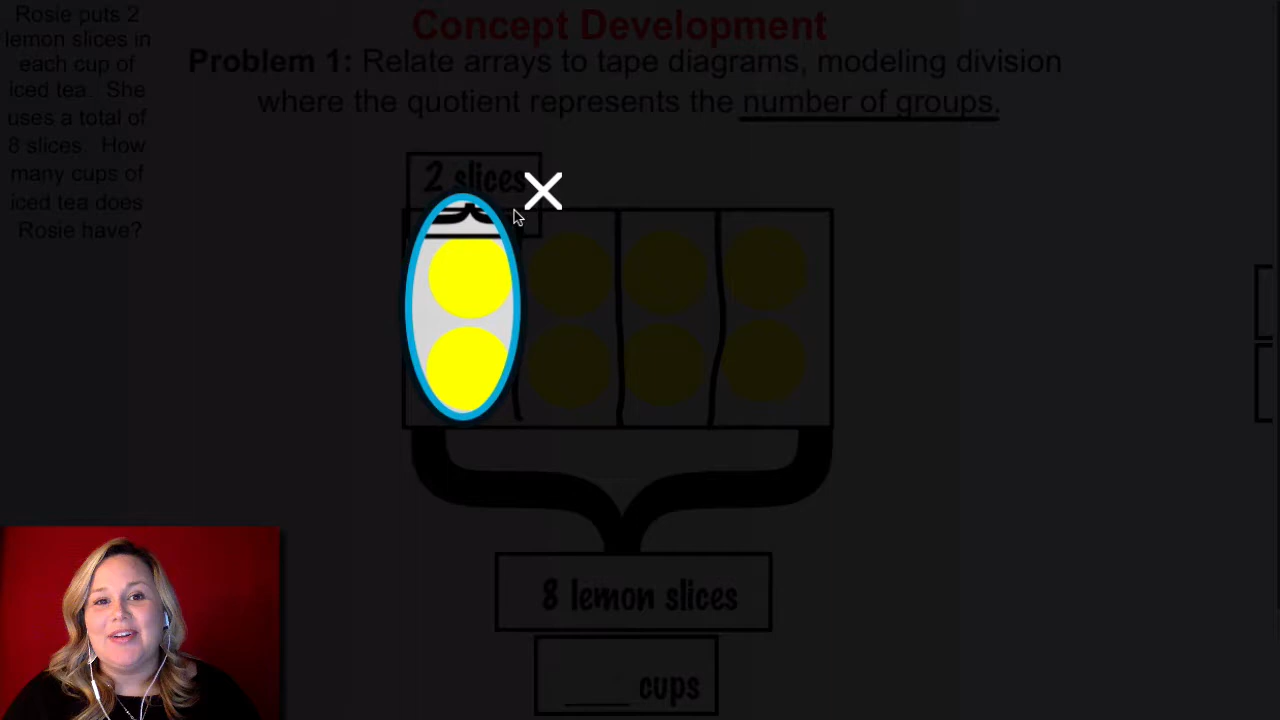 Rosie puts 2
lemon slices in
each cup of
iced tea. She
uses a total of
8 slices. How
many cups of
iced tea does
Rosie have?
Concept Development
Problem 1: Relate arrays to tape diagrams, modeling division
where the quotient represents the number of groups.
2 slices
8 lemon slices
____ cups